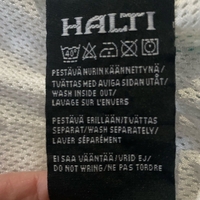 HALTI
40
PESTÄVÄ NURIN KÄÄNNETTYNÄ/
TVÄTTAS MED AVIGA SIDAN UTÅT/
WASH INSIDE OUT/
LAVAGE SUR L'ENVERS
PESTÄVÄ ERILLÄÄN/TVÄTTAS
SEPARAT/WASH SEPARATELY/
LAVER SÉPARÉMENT
EI SAA VÄÄNTÄÄ/VRID EJ/
DO NOT WRING/NE PAS TORDRE